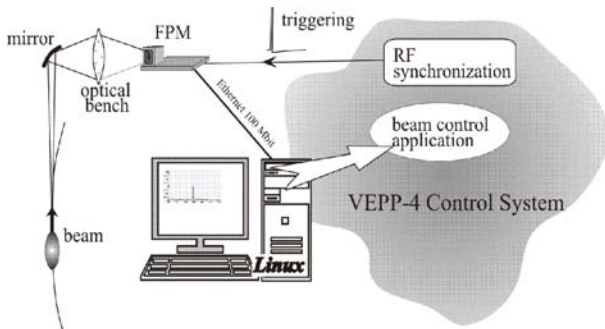 triggering
FPM
mirror
RF
synchronization
optical
bench
Ethernet 100 Mbit
beam control
application
VEPP-4 Control System
beam
Linux